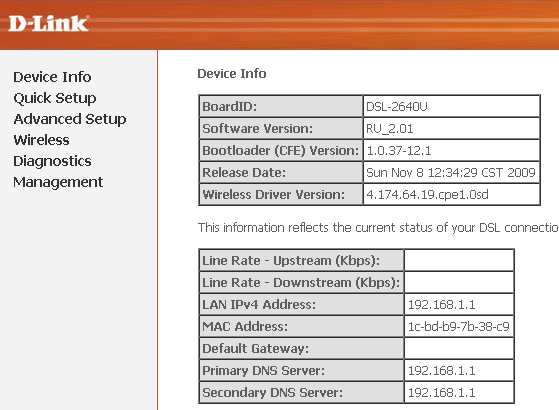 D-Link
Device Info
Quick Setup
Advanced Setup
Wireless
Diagnostics
Management
Device Info
BoardID: DSL-2640U
Software Version: RU_2.01
Bootloader (CFE) Version: 1.0.37-12.1
Release Date: Sun Nov 8 12:34:29 CST 2009
Wireless Driver Version: 4.174.64.19.cpe1.0sd
This information reflects the current status of your DSL connectio
Line Rate - Upstream (Kbps):
Line Rate - Downstream (Kbps):
LAN IPv4 Address: 192.168.1.1
MAC Address: 1c-bd-b9-7b-38-c9
Default Gateway:
Primary DNS Server: 192.168.1.1
Secondary DNS Server: 192.168.1.1